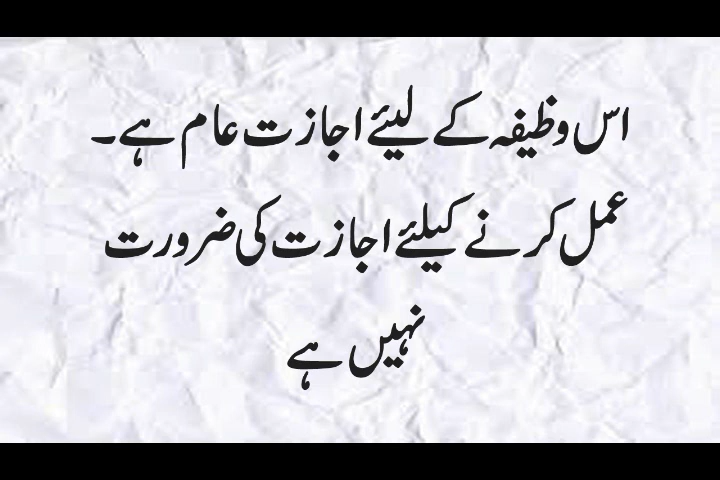 اس وظیفہ کے لیئے اجازت عام ہے۔
عمل کرنے کیلئے اجازت کی ضرورت
نہیں ہے